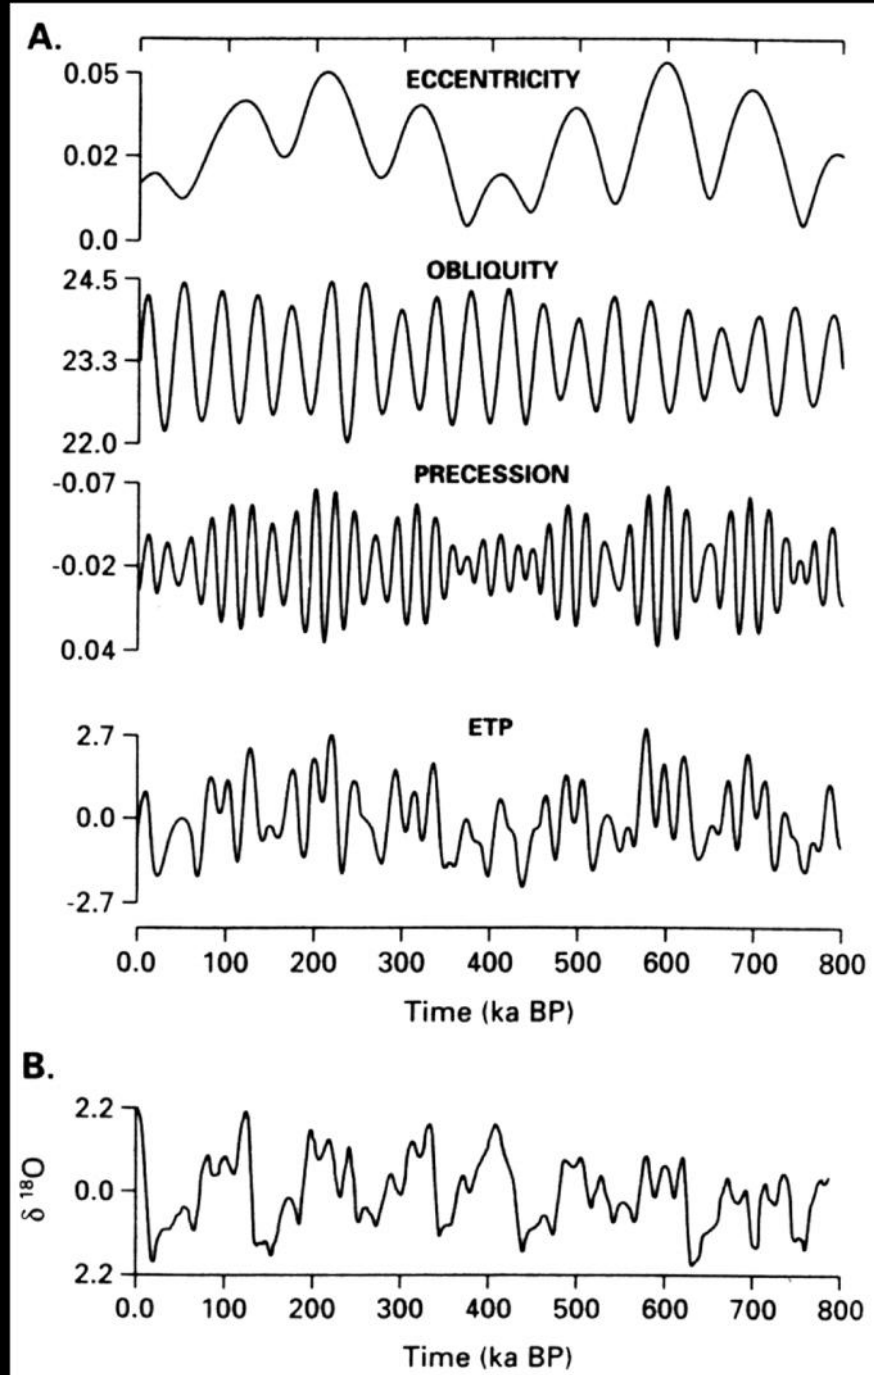 A.
ECCENTRICITY
0.05
0.02
0.0
OBLIQUITY
24.5
23.3
22.0
PRECESSION
-0.07
-0.02
0.04
ETP
2.7
0.0
-2.7
0.0 100 200 300 400 500 600 700 800
Time (ka BP)
B.
2.2
0.0
2.2
δ 18O
0.0 100 200 300 400 500 600 700 800
Time (ka BP)